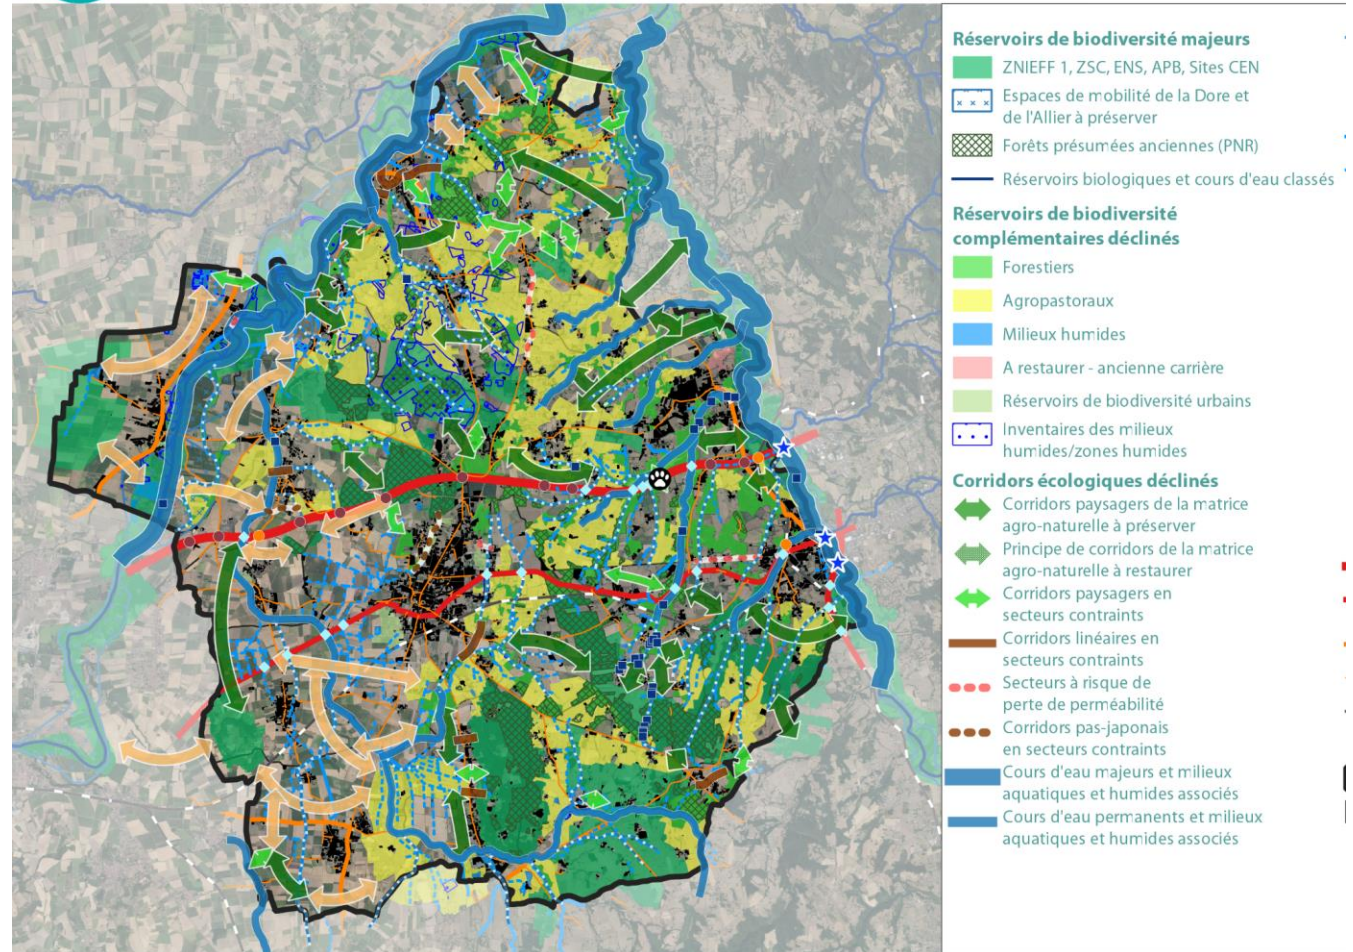 Réservoirs de biodiversité majeurs
ZNIEFF 1, ZSC, ENS, APB, Sites CEN
Espaces de mobilité de la Dore et
de l'Allier à préserver
Forêts présumées anciennes (PNR)
Réservoirs biologiques et cours d'eau classés
Réservoirs de biodiversité
complémentaires déclinés
Forestiers
Agropastoraux
Milieux humides
A restaurer - ancienne carrière
Réservoirs de biodiversité urbains
Inventaires des milieux
humides/zones humides
Corridors écologiques déclinés
Corridors paysagers de la matrice
agro-naturelle à préserver
Principe de corridors de la matrice
agro-naturelle à restaurer
Corridors paysagers en
secteurs contraints
Corridors linéaires en
secteurs contraints
Secteurs à risque de
perte de perméabilité
Corridors pas-japonais
en secteurs contraints
Cours d'eau majeurs et milieux
aquatiques et humides associés
Cours d'eau permanents et milieux
aquatiques et humides associés